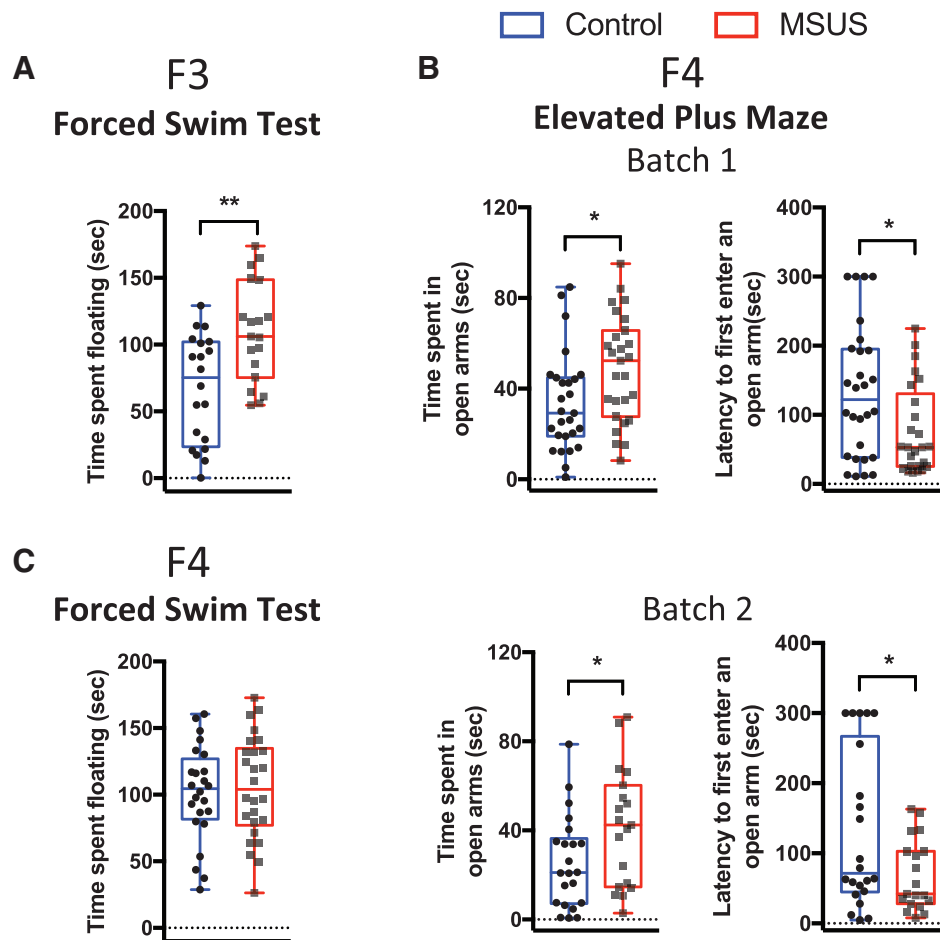 Control MSUS
A
F3
Forced Swim Test
**
Time spent floating (sec)
200
150
100
50
0
B
F4
Elevated Plus Maze
Batch 1
*
Time spent in
open arms (sec)
120
80
40
0
*
Latency to first enter an
open arm(sec)
400
300
200
100
0
C
F4
Forced Swim Test
Time spent floating (sec)
200
150
100
50
0
Batch 2
*
Time spent in
open arms (sec)
120
80
40
0
*
Latency to first enter an
open arm (sec)
400
300
200
100
0